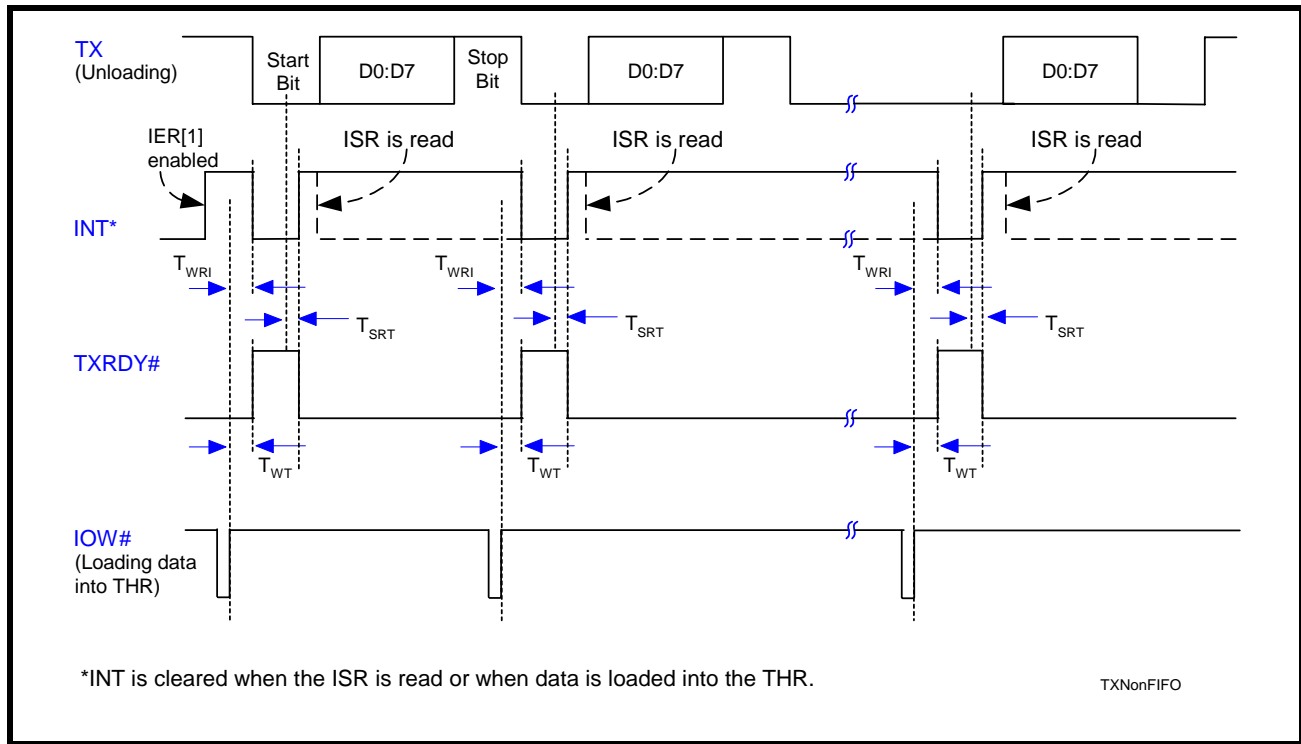 TX
(Unloading)
Start
Bit
D0:D7
Stop
Bit
D0:D7
D0:D7
IER[1]
enabled
ISR is read
ISR is read
ISR is read
INT*
TWRI
TWRI
TWRI
TSRT
TSRT
TSRT
TXRDY#
TWT
TWT
TWT
IOW#
(Loading data
into THR)
*INT is cleared when the ISR is read or when data is loaded into the THR.
TXNonFIFO